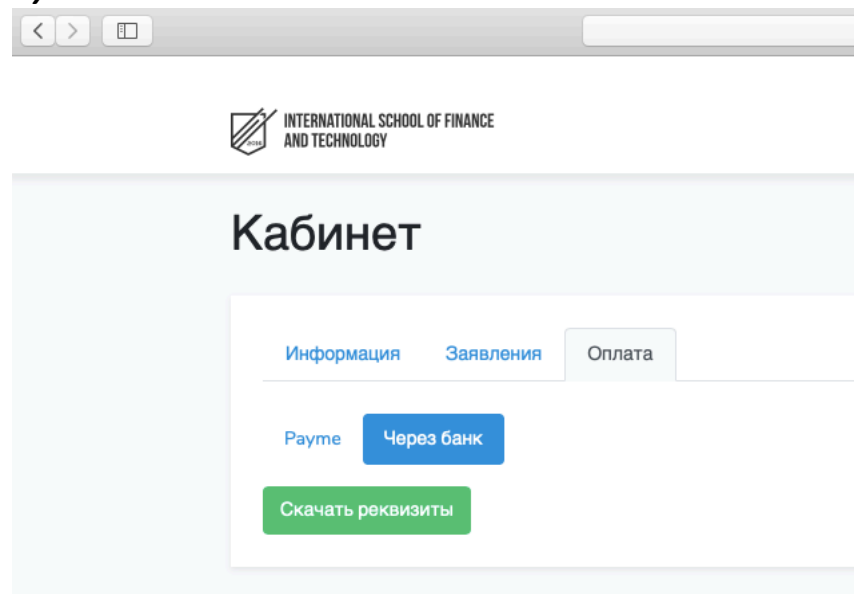 INTERNATIONAL SCHOOL OF FINANCE
AND TECHNOLOGY
Кабинет
Информация Заявления Оплата
Payme Через банк
Скачать реквизиты